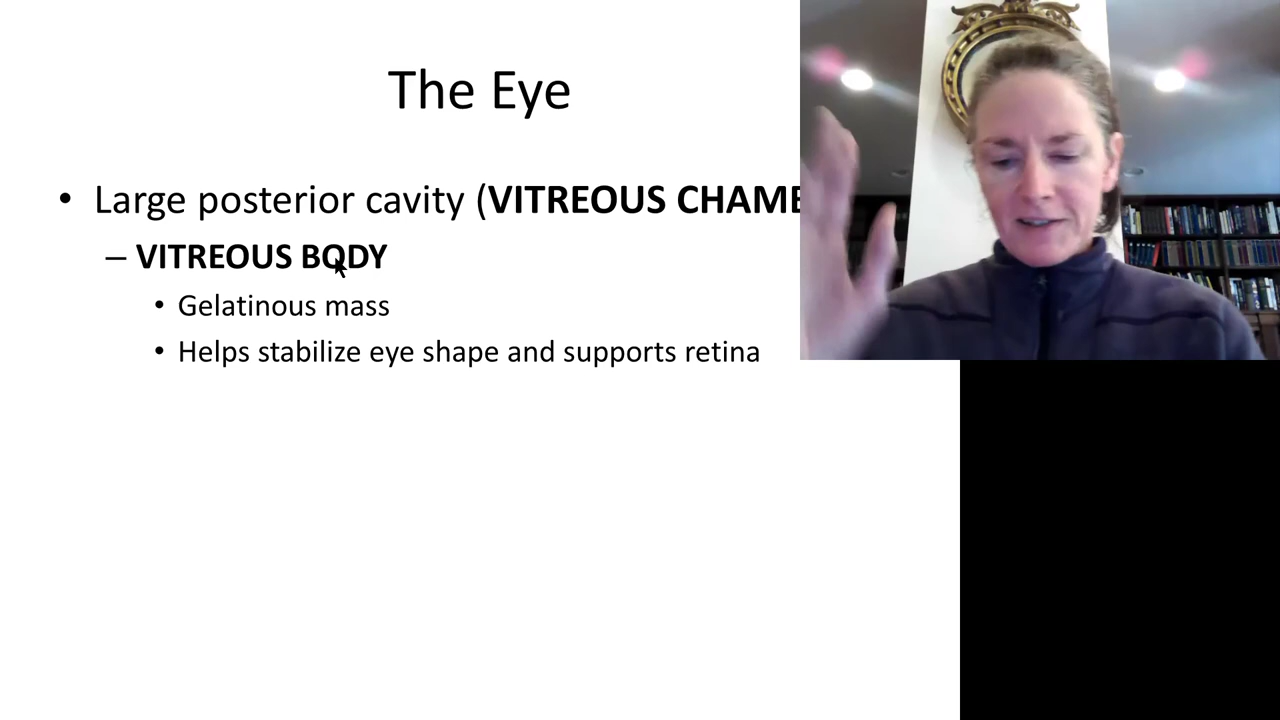 The Eye
• Large posterior cavity (VITREOUS CHAMB
– VITREOUS BODY
• Gelatinous mass
• Helps stabilize eye shape and supports retina